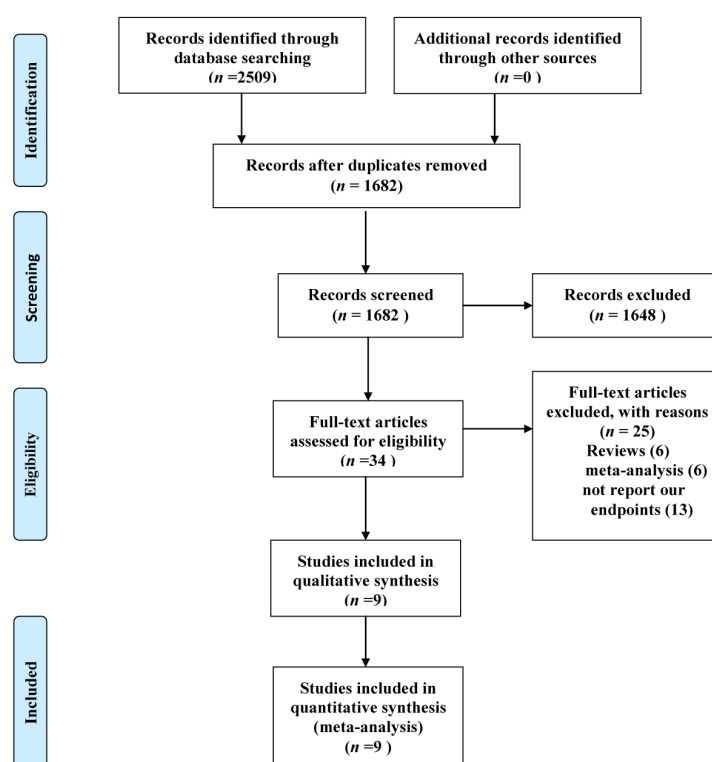 Identification
Records identified through
database searching
(n =2509)
Additional records identified
through other sources
(n =0 )
Records after duplicates removed
(n = 1682)
Screening
Records screened
(n = 1682 )
Records excluded
(n = 1648 )
Eligibility
Full-text articles
assessed for eligibility
(n =34 )
Full-text articles
excluded, with reasons
(n = 25)
Reviews (6)
meta-analysis (6)
not report our
endpoints (13)
Studies included in
qualitative synthesis
(n =9)
Included
Studies included in
quantitative synthesis
(meta-analysis)
(n =9 )